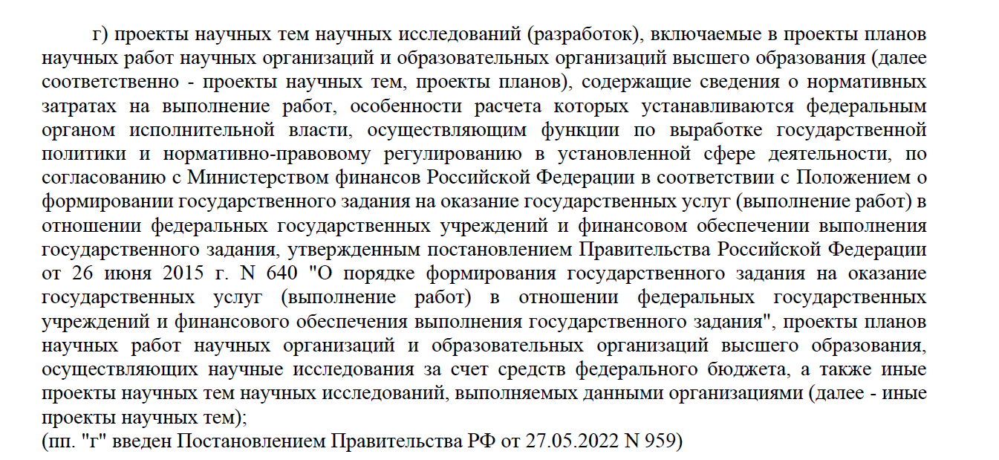 г) проекты научных тем научных исследований (разработок), включаемые в проекты планов
научных работ научных организаций и образовательных организаций высшего образования (далее
соответственно - проекты научных тем, проекты планов), содержащие сведения о нормативных
затратах на выполнение работ, особенности расчета которых устанавливаются федеральным
органом исполнительной власти, осуществляющим функции по выработке государственной
политики и нормативно-правовому регулированию в установленной сфере деятельности, по
согласованию с Министерством финансов Российской Федерации в соответствии с Положением о
формировании государственного задания на оказание государственных услуг (выполнение работ) в
отношении федеральных государственных учреждений и финансовом обеспечении выполнения
государственного задания, утвержденным постановлением Правительства Российской Федерации
от 26 июня 2015 г. N 640 "О порядке формирования государственного задания на оказание
государственных услуг (выполнение работ) в отношении федеральных государственных
учреждений и финансового обеспечения выполнения государственного задания", проекты планов
научных работ научных организаций и образовательных организаций высшего образования,
осуществляющих научные исследования за счет средств федерального бюджета, а также иные
проекты научных тем научных исследований, выполняемых данными организациями (далее - иные
проекты научных тем);
(пп. "г" введен Постановлением Правительства РФ от 27.05.2022 N 959)